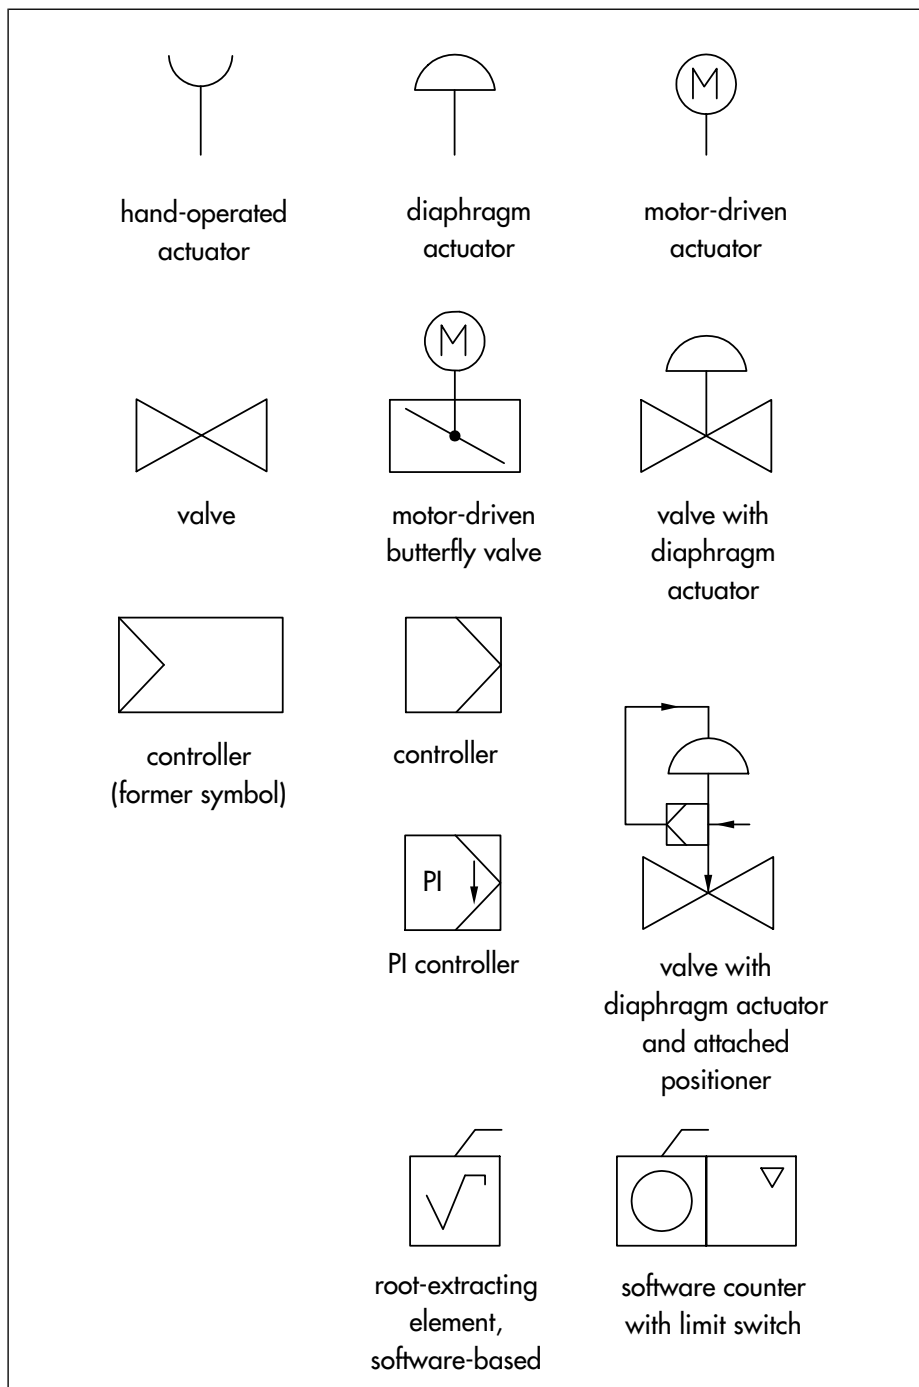 M
hand-operated
actuator
diaphragm
actuator
motor-driven
actuator
M
valve
motor-driven
butterfly valve
valve with
diaphragm
actuator
controller
(former symbol)
controller
PI
PI controller
valve with
diaphragm actuator
and attached
positioner
root-extracting
element,
software-based
software counter
with limit switch